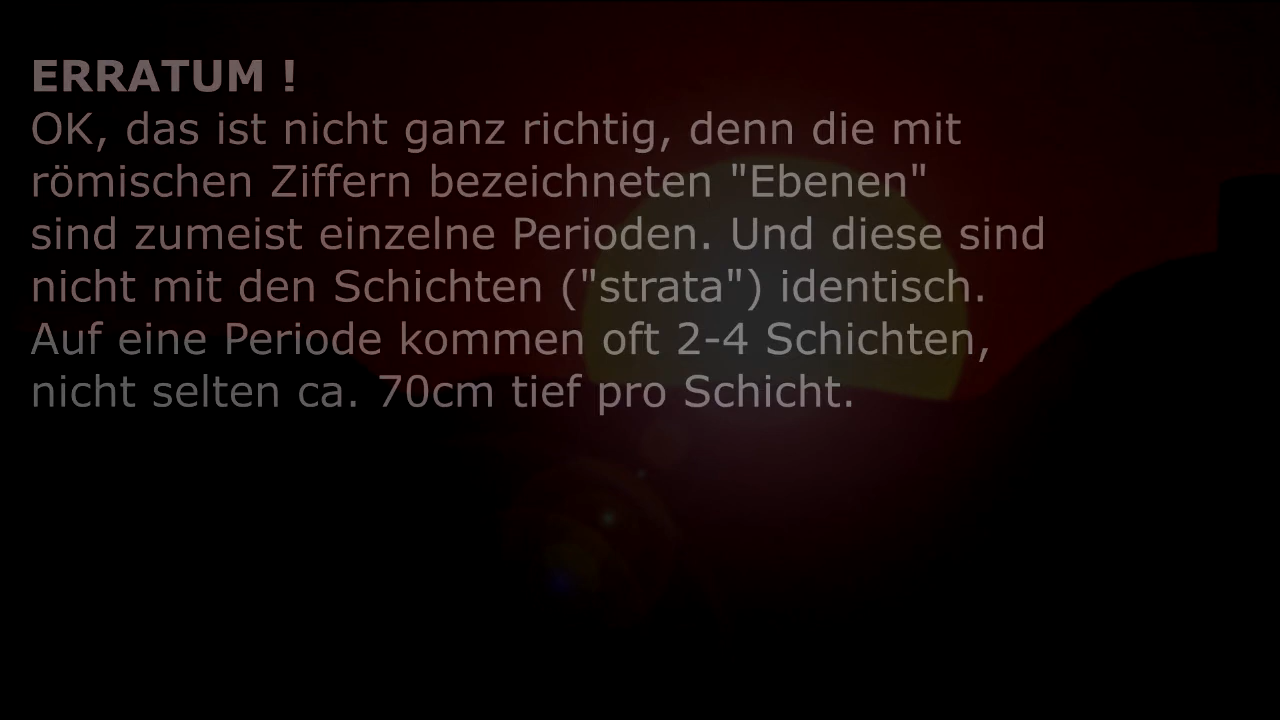 ERRATUM !
OK, das ist nicht ganz richtig, denn die mit
römischen Ziffern bezeichneten "Ebenen"
sind zumeist einzelne Perioden. Und diese sind
nicht mit den Schichten ("strata") identisch.
Auf eine Periode kommen oft 2-4 Schichten,
nicht selten ca. 70cm tief pro Schicht.